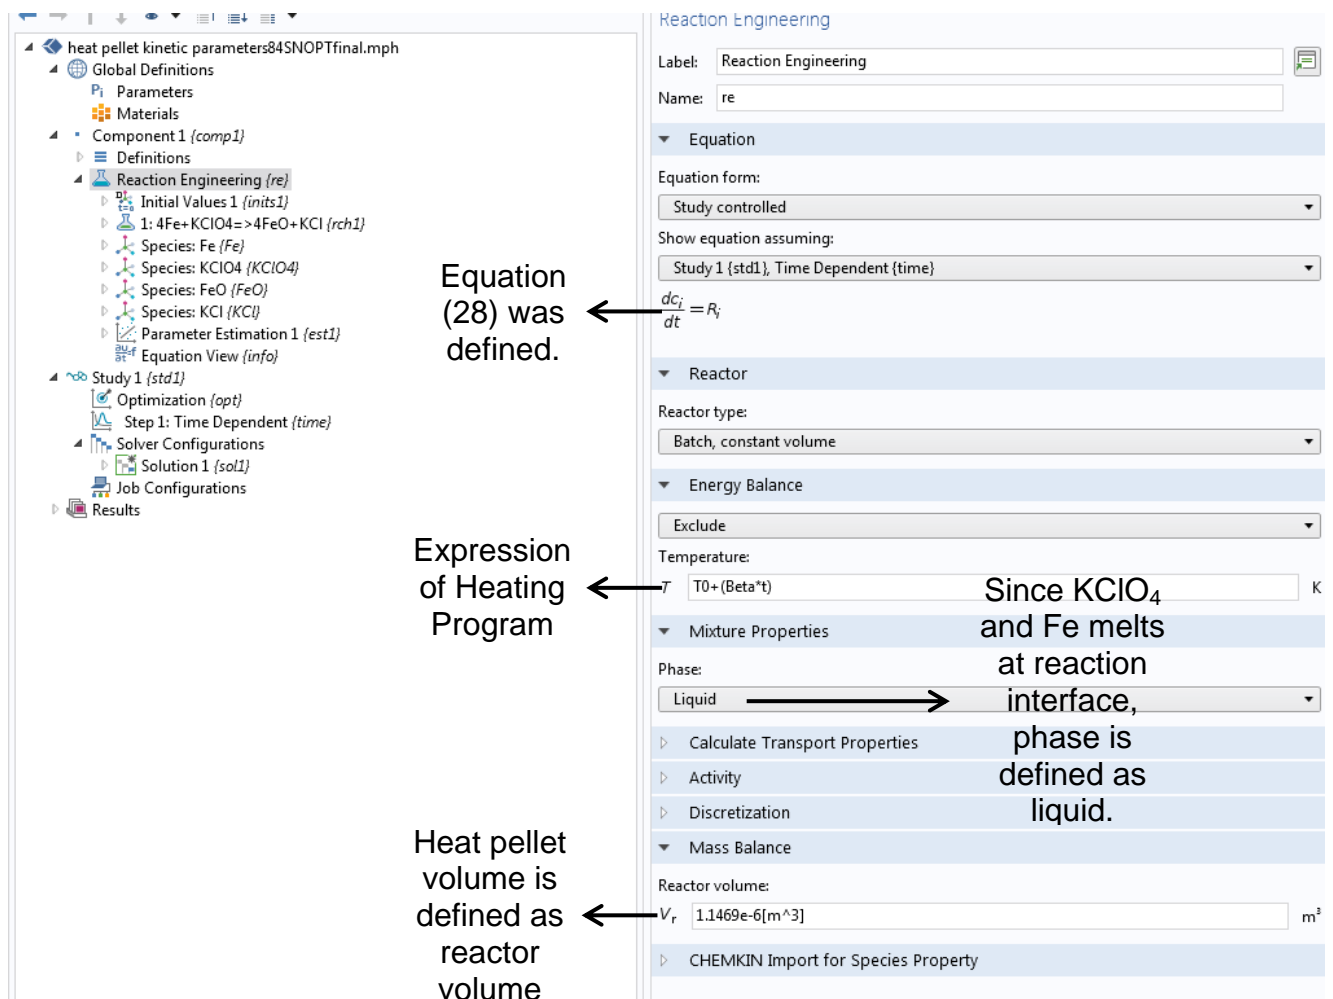 heat pellet kinetic parameters84SNOPTfinal.mph
Global Definitions
Pi Parameters
Materials
Component 1 {comp1}
Definitions
Reaction Engineering {re}
Initial Values 1 {inits1}
1: 4Fe+KClO4=>4FeO+KCl {rch1}
Species: Fe {Fe}
Species: KClO4 {KClO4}
Species: FeO {FeO}
Species: KCl {KCl}
Parameter Estimation 1 {est1}
Equation View {info}
Study 1 {std1}
Optimization {opt}
Step 1: Time Dependent {time}
Solver Configurations
Solution 1 {sol1}
Job Configurations
Results
Equation
(28) was
defined.
Expression
of Heating
Program
Heat pellet
volume is
defined as
reactor
volume
Reaction Engineering
Label: Reaction Engineering
Name: re
Equation
Equation form:
Study controlled
Show equation assuming:
Study 1 {std1}, Time Dependent {time}
dci/dt = Ri
Reactor
Reactor type:
Batch, constant volume
Energy Balance
Exclude
Temperature:
T T0+(Beta*t) K
Mixture Properties
Phase:
Liquid
Since KClO₄
and Fe melts
at reaction
interface,
phase is
defined as
liquid.
Calculate Transport Properties
Activity
Discretization
Mass Balance
Reactor volume:
Vr 1.1469e-6[m^3] m³
CHEMKIN Import for Species Property